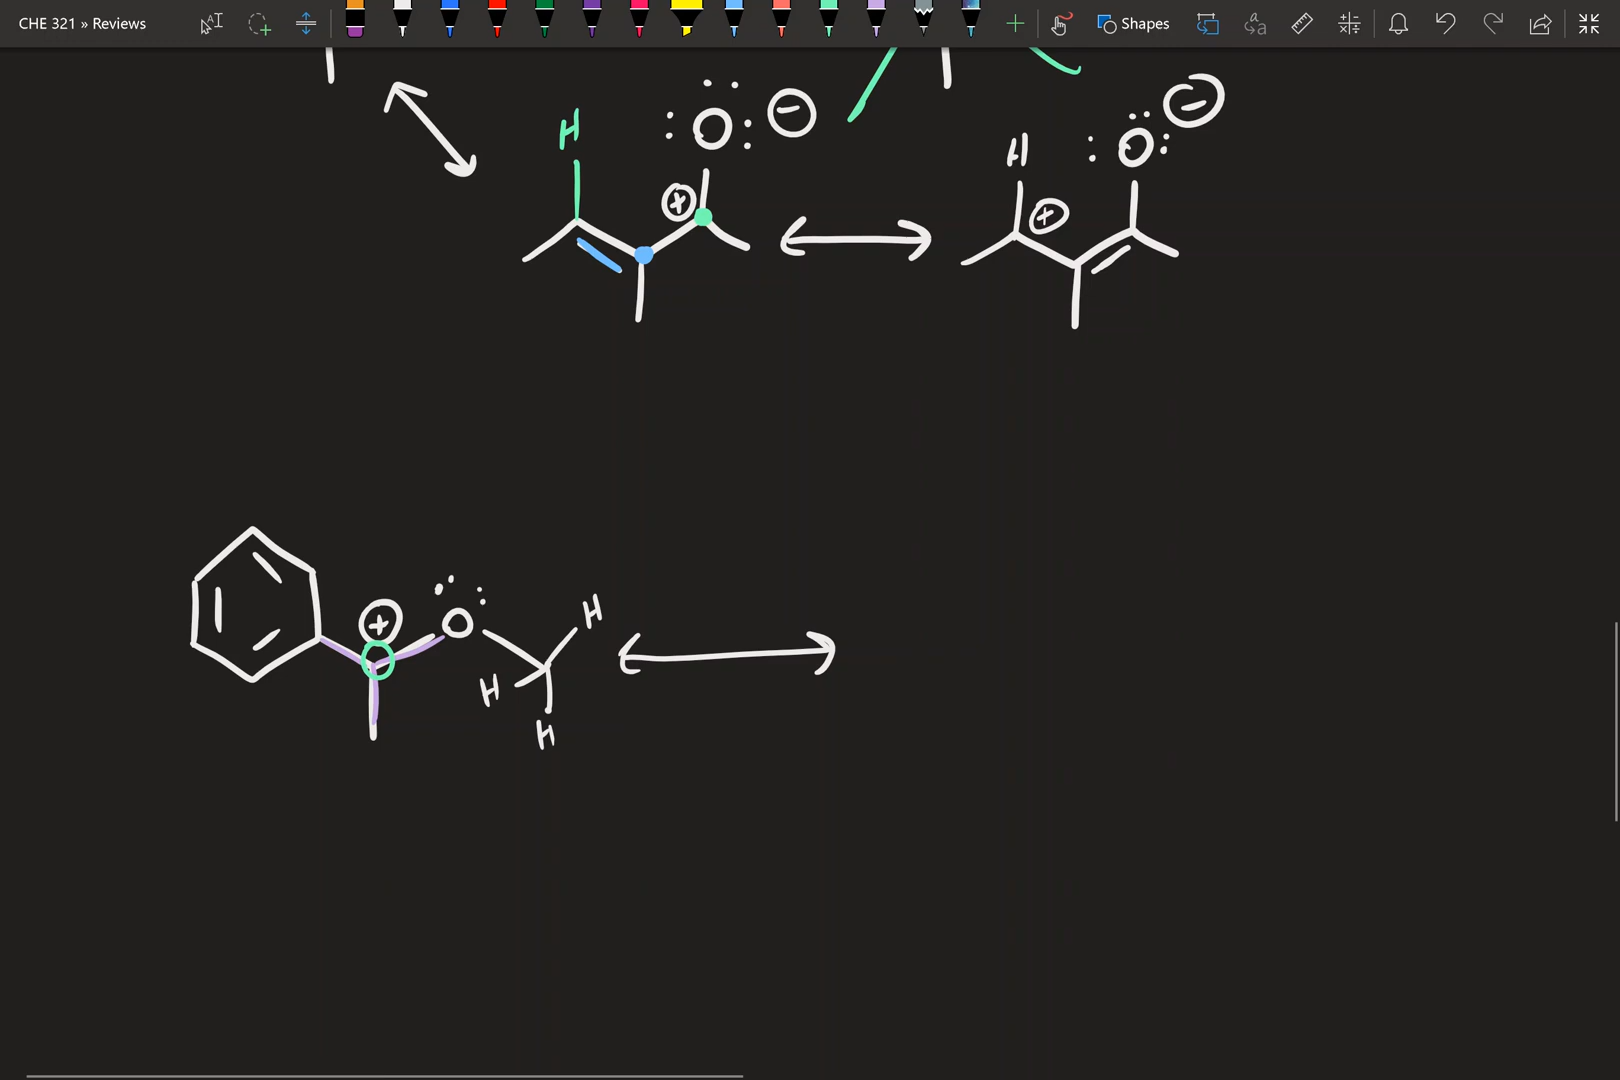 CHE 321 » Reviews
Shapes
H :Ö: ⊖
⊕
H :Ö: ⊖
⊕
⊕ Ö: H
H
H